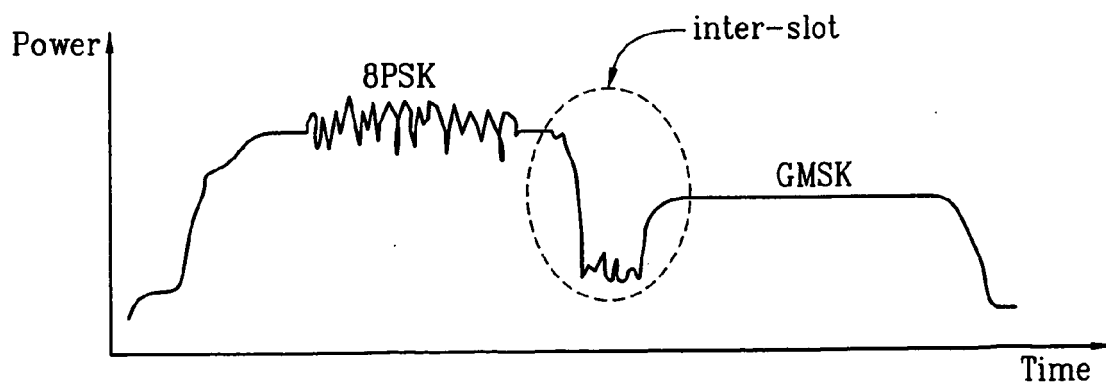 inter-slot
Power
8PSK
GMSK
Time